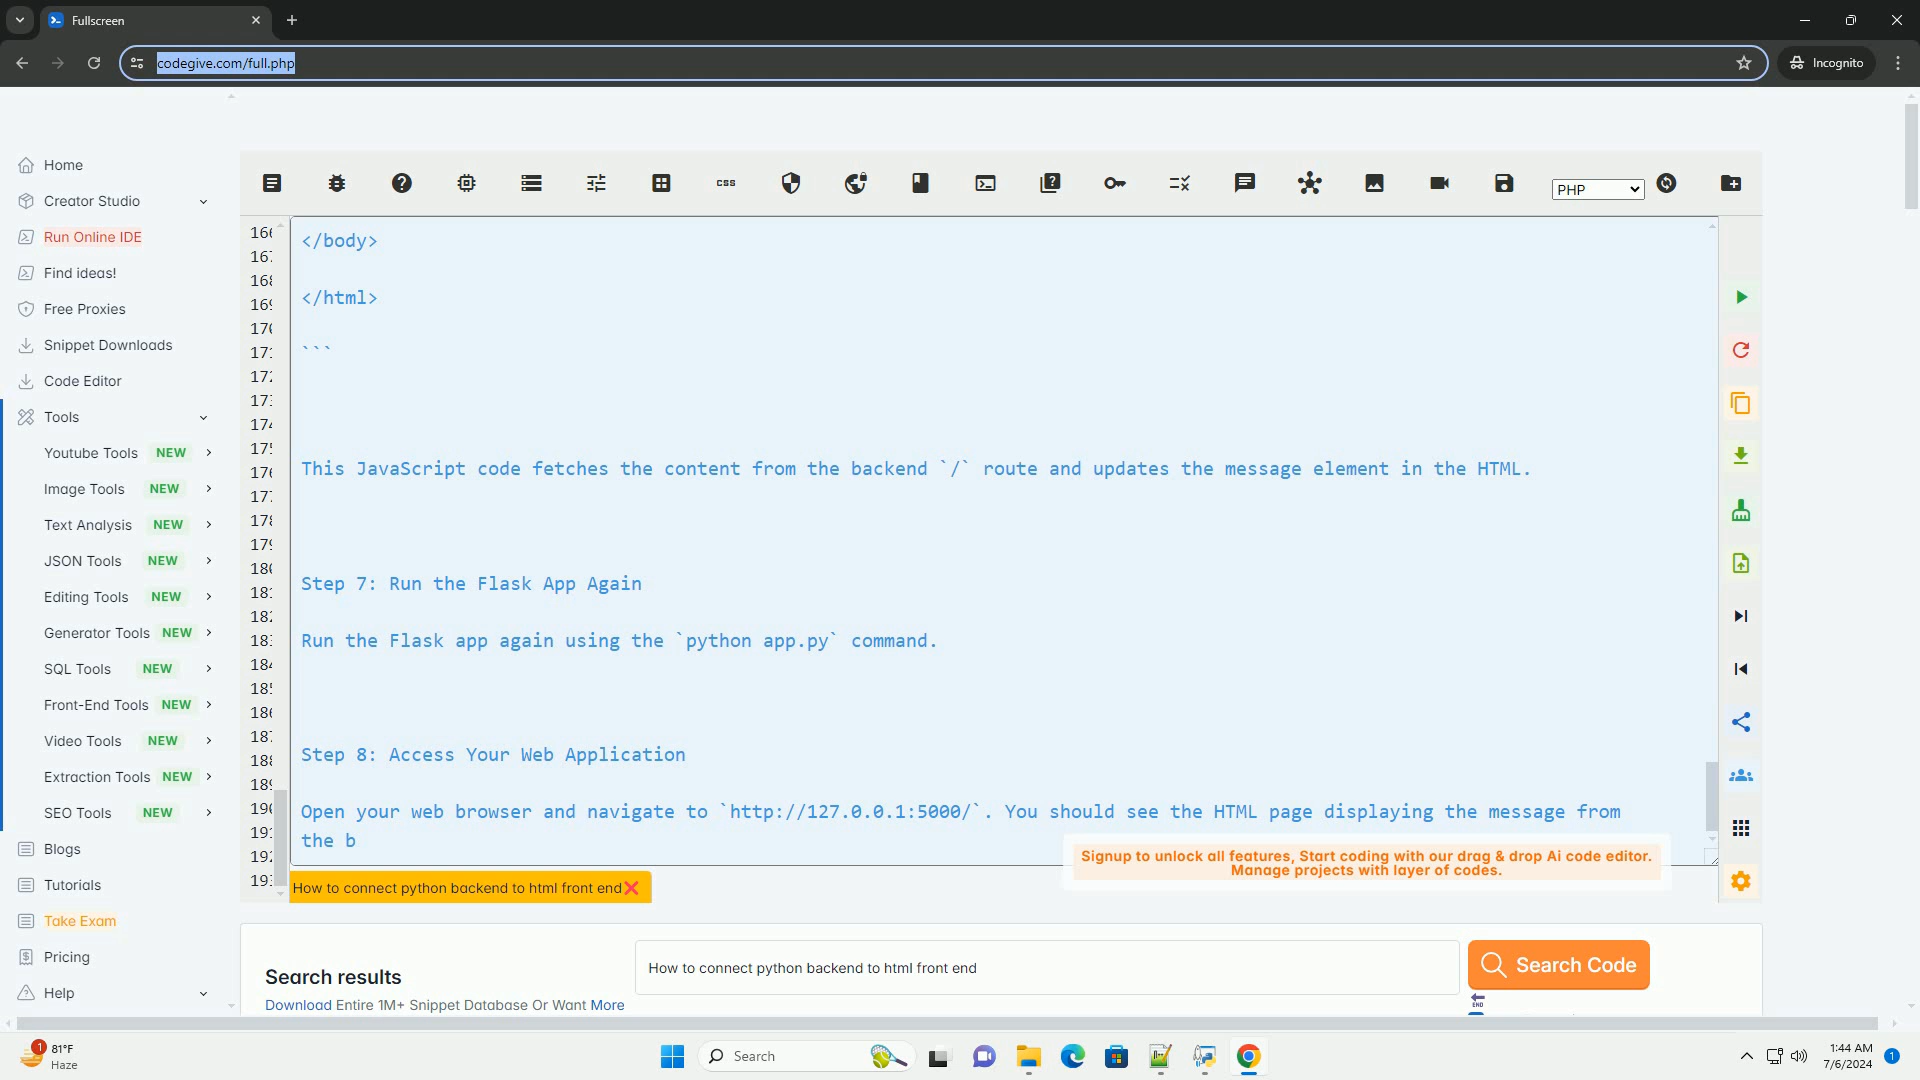 Fullscreen
codegive.com/full.php
Incognito
Home
Creator Studio
Run Online IDE
Find ideas!
Free Proxies
Snippet Downloads
Code Editor
Tools
Youtube Tools NEW
Image Tools NEW
Text Analysis NEW
JSON Tools NEW
Editing Tools NEW
Generator Tools NEW
SQL Tools NEW
Front-End Tools NEW
Video Tools NEW
Extraction Tools NEW
SEO Tools NEW
Blogs
Tutorials
Take Exam
Pricing
Help
css
PHP
</body>
</html>
```
This JavaScript code fetches the content from the backend `/` route and updates the message element in the HTML.
Step 7: Run the Flask App Again
Run the Flask app again using the `python app.py` command.
Step 8: Access Your Web Application
Open your web browser and navigate to `http://127.0.0.1:5000/`. You should see the HTML page displaying the message from
the b
Signup to unlock all features, Start coding with our drag & drop Ai code editor.
Manage projects with layer of codes.
How to connect python backend to html front end
Search results
Download Entire 1M+ Snippet Database Or Want More
How to connect python backend to html front end
Search Code
END
1
81°F
Haze
Search
1:44 AM
7/6/2024
1